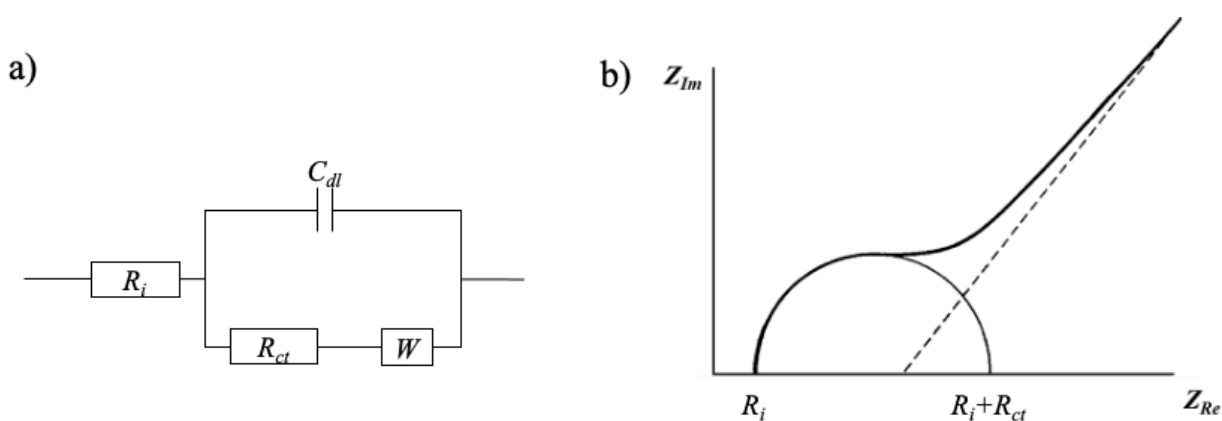 a)
C_dl
R_i
R_ct
W
b)
Z_Im
R_i
R_i+R_ct
Z_Re